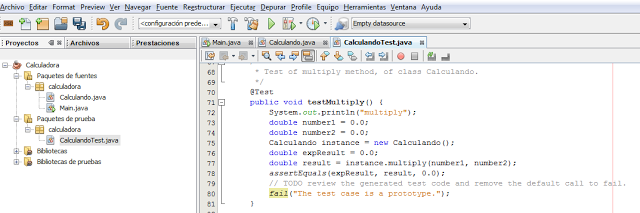 Archivo Editar Ver Navegar Fuente Reestructurar Ejecutar Depurar Profile Equipo Herramientas Ventana Ayuda
<configuración prede... Empty datasource
Proyectos Archivos Prestaciones
Main.java Calculando.java CalculandoTest.java
Calculadora
Paquetes de fuentes
calculadora
Calculando.java
Main.java
Paquetes de prueba
calculadora
CalculandoTest.java
Bibliotecas
Bibliotecas de pruebas
68 * Test of multiply method, of class Calculando.
69 */
70 @Test
71 public void testMultiply() {
72 System.out.println("multiply");
73 double number1 = 0.0;
74 double number2 = 0.0;
75 Calculando instance = new Calculando();
76 double expResult = 0.0;
77 double result = instance.multiply(number1, number2);
78 assertEquals(expResult, result, 0.0);
79 // TODO review the generated test code and remove the default call to fail.
80 fail("The test case is a prototype.");
81 }